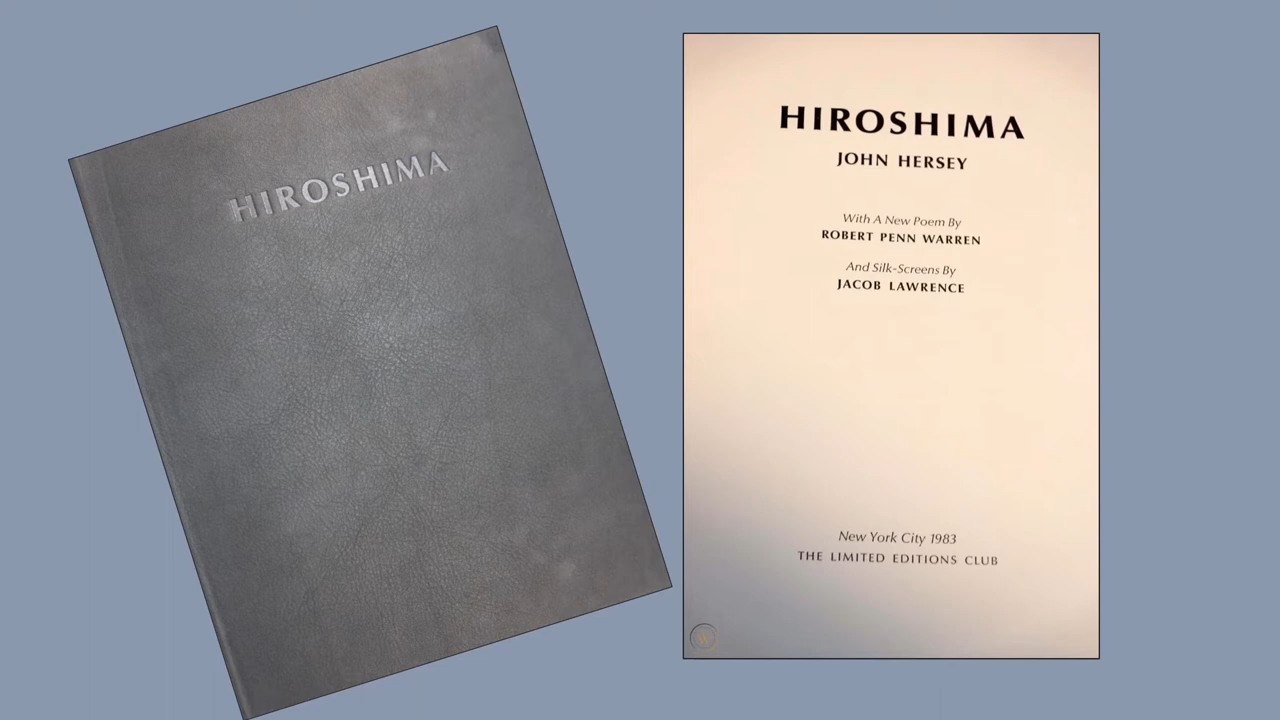 HIROSHIMA
HIROSHIMA
JOHN HERSEY
With A New Poem By
ROBERT PENN WARREN
And Silk-Screens By
JACOB LAWRENCE
New York City 1983
THE LIMITED EDITIONS CLUB